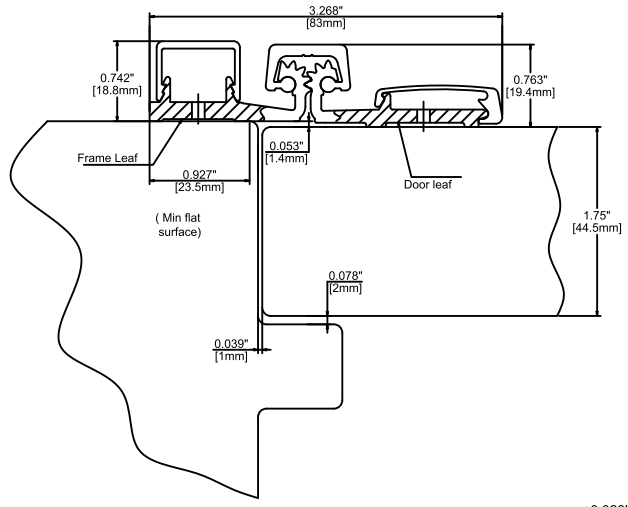 3.268"
[83mm]
0.742"
[18.8mm]
0.763"
[19.4mm]
Frame Leaf
0.053"
[1.4mm]
0.927"
[23.5mm]
Door leaf
( Min flat
surface)
1.75"
[44.5mm]
0.078"
[2mm]
0.039"
[1mm]